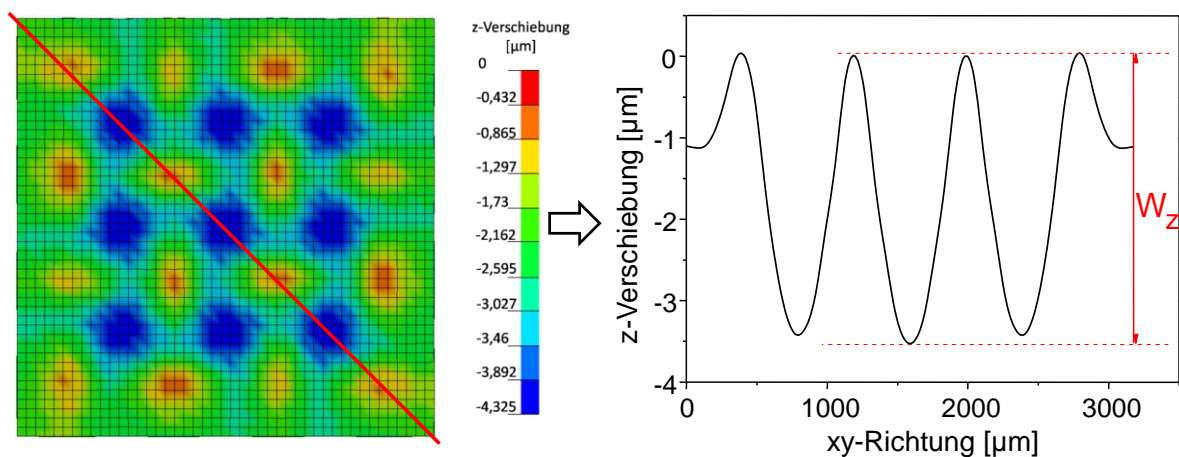 z-Verschiebung
[µm]
0
-0,432
-0,865
-1,297
-1,73
-2,162
-2,595
-3,027
-3,46
-3,892
-4,325
z-Verschiebung [µm]
0
-1
-2
-3
-4
Wz
0 1000 2000 3000
xy-Richtung [µm]